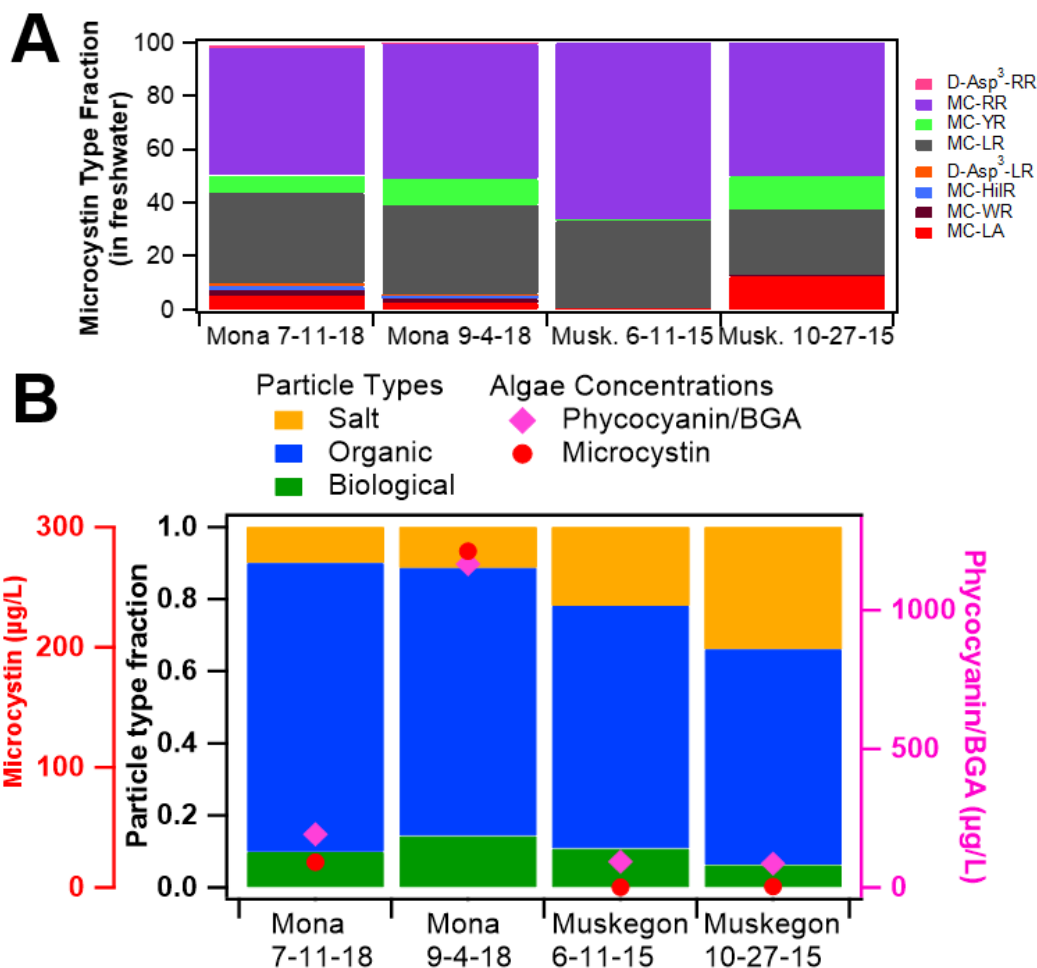 A
Microcystin Type Fraction
(in freshwater)
100
80
60
40
20
0
Mona 7-11-18
Mona 9-4-18
Musk. 6-11-15
Musk. 10-27-15
D-Asp³-RR
MC-RR
MC-YR
MC-LR
D-Asp³-LR
MC-HilR
MC-WR
MC-LA
B
Particle Types
Salt
Organic
Biological
Algae Concentrations
Phycocyanin/BGA
Microcystin
Microcystin (µg/L)
300
200
100
0
Particle type fraction
1.0
0.8
0.6
0.4
0.2
0.0
1000
500
0
Phycocyanin/BGA (µg/L)
Mona
7-11-18
Mona
9-4-18
Muskegon
6-11-15
Muskegon
10-27-15